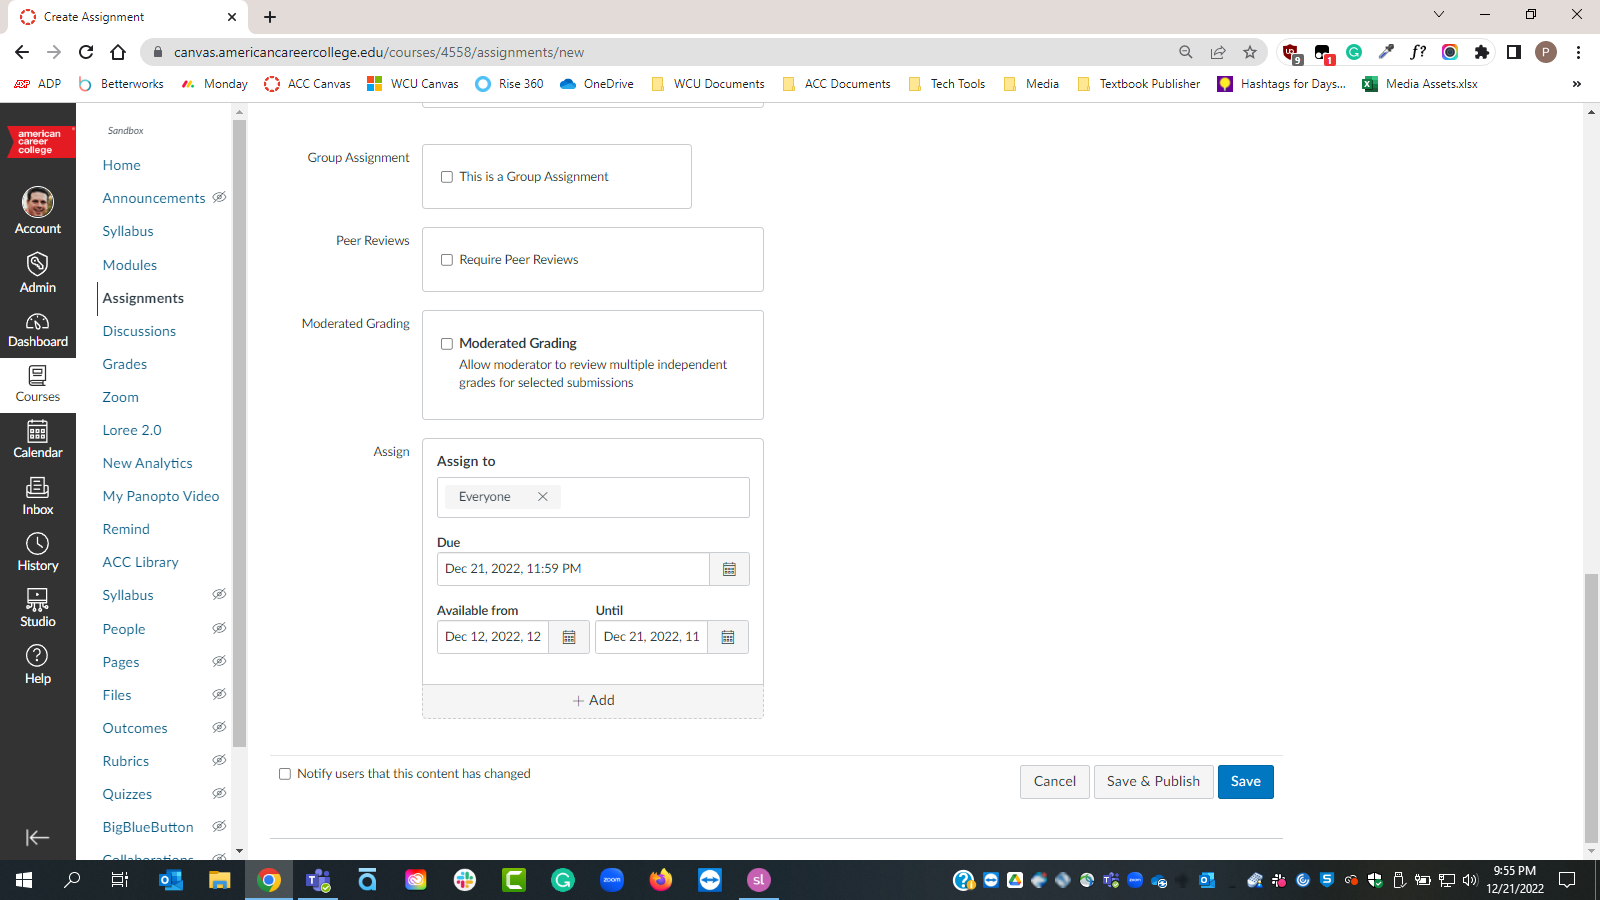 Create Assignment
canvas.americancareercollege.edu/courses/4558/assignments/new
9
1
f?
P
ADP
ADP
Betterworks
Monday
ACC Canvas
WCU Canvas
Rise 360
OneDrive
WCU Documents
ACC Documents
Tech Tools
Media
Textbook Publisher
Hashtags for Days...
Media Assets.xlsx
»
american
career
college
Account
Admin
Dashboard
Courses
Calendar
Inbox
History
Studio
Help
Sandbox
Home
Announcements
Syllabus
Modules
Assignments
Discussions
Grades
Zoom
Loree 2.0
New Analytics
My Panopto Video
Remind
ACC Library
Syllabus
People
Pages
Files
Outcomes
Rubrics
Quizzes
BigBlueButton
Collaborations
Group Assignment
This is a Group Assignment
Peer Reviews
Require Peer Reviews
Moderated Grading
Moderated Grading
Allow moderator to review multiple independent
grades for selected submissions
Assign
Assign to
Everyone
Due
Dec 21, 2022, 11:59 PM
Available from
Until
Dec 12, 2022, 12
Dec 21, 2022, 11
+ Add
Notify users that this content has changed
Cancel
Save & Publish
Save
zoom
sl
9:55 PM
12/21/2022